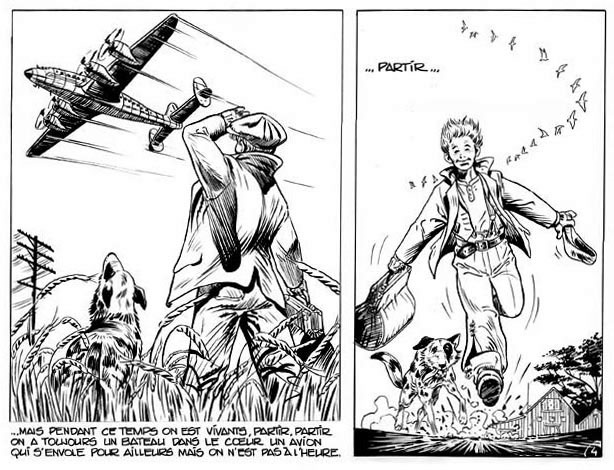 ...MAIS PENDANT CE TEMPS ON EST VIVANTS, PARTIR, PARTIR
ON A TOUJOURS UN BATEAU DANS LE CŒUR UN AVION
QUI S'ENVOLE POUR AILLEURS MAIS ON N'EST PAS À L'HEURE.
... PARTIR ...
4